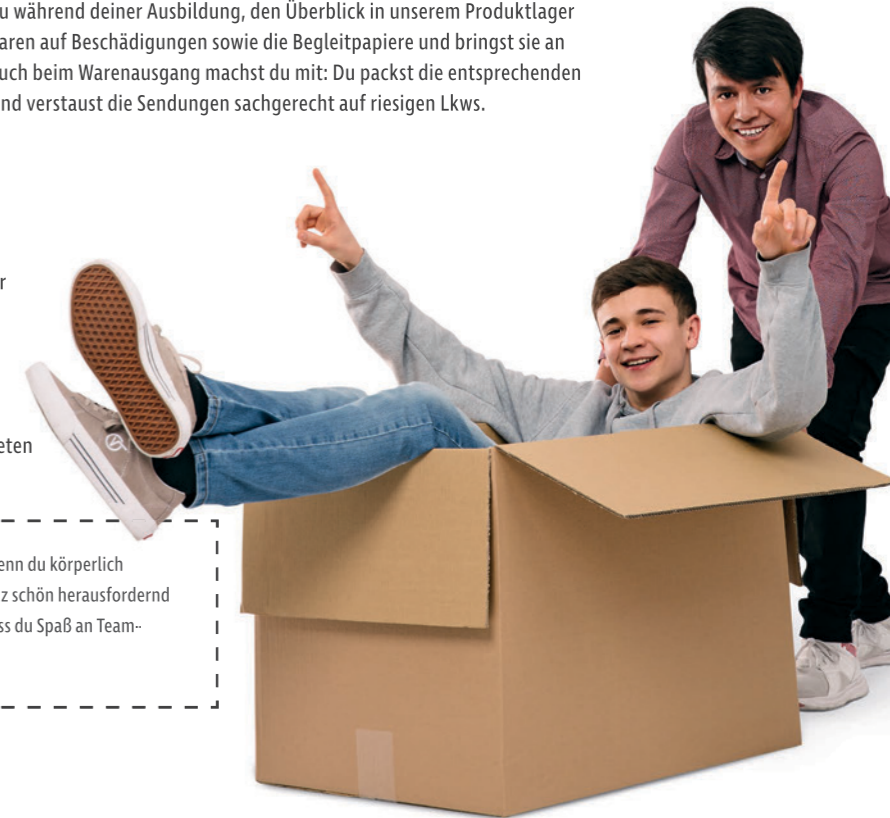 u während deiner Ausbildung, den Überblick in unserem Produktlager
aren auf Beschädigungen sowie die Begleitpapiere und bringst sie an
uch beim Warenausgang machst du mit: Du packst die entsprechenden
nd verstaust die Sendungen sachgerecht auf riesigen Lkws.
r
eten
enn du körperlich
z schön herausfordernd
ss du Spaß an Team-